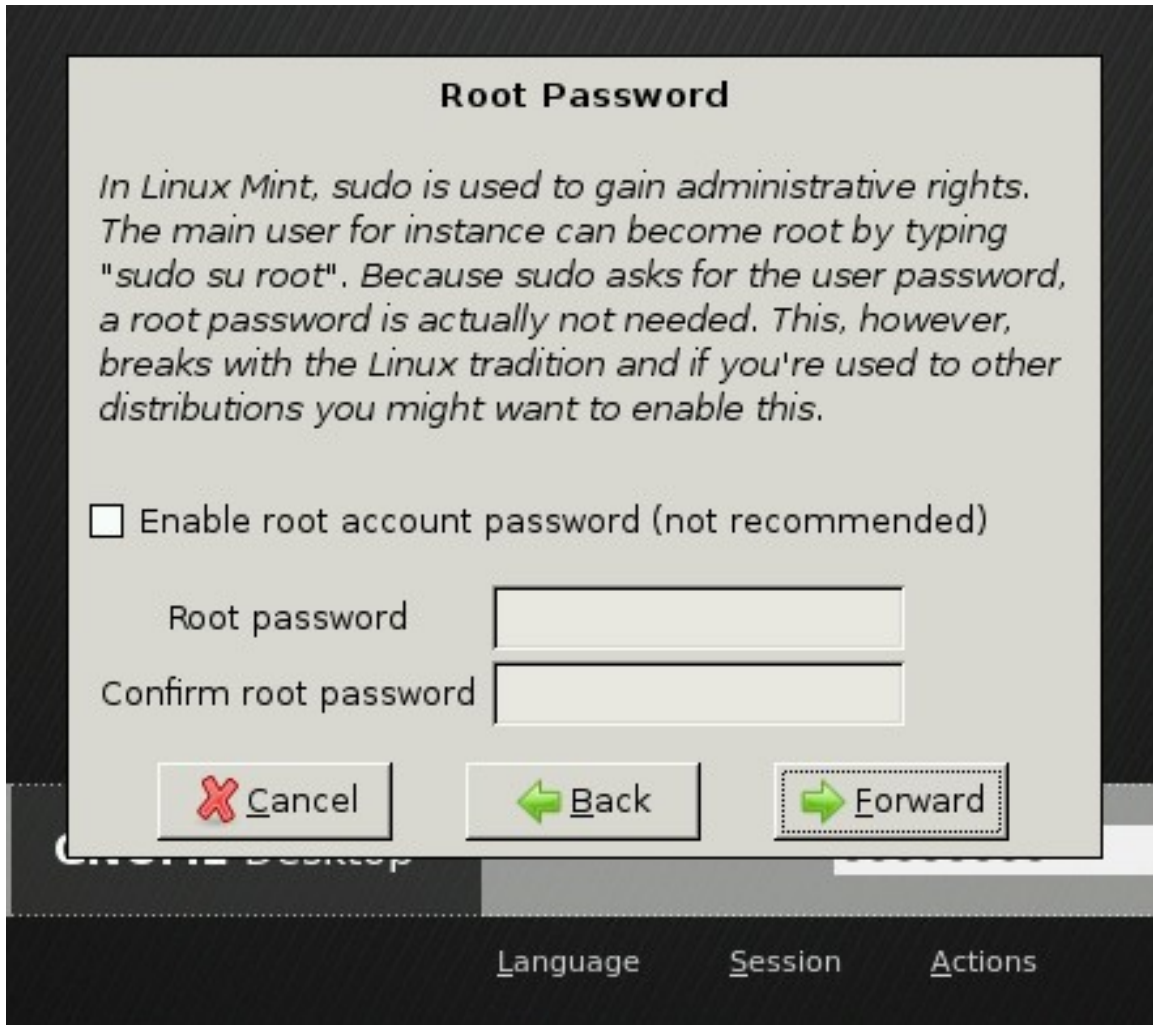 Root Password
In Linux Mint, sudo is used to gain administrative rights.
The main user for instance can become root by typing
"sudo su root". Because sudo asks for the user password,
a root password is actually not needed. This, however,
breaks with the Linux tradition and if you're used to other
distributions you might want to enable this.
Enable root account password (not recommended)
Root password
Confirm root password
Cancel Back Forward
GNOME Desktop
Language Session Actions